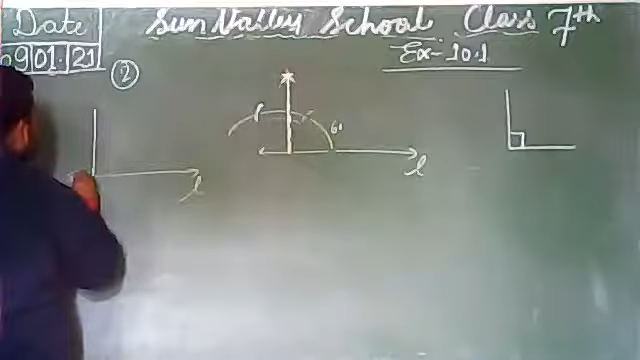 Date
Sun Valley School Class 7th
09 01 21
Ex-10.1
②
60
l
l